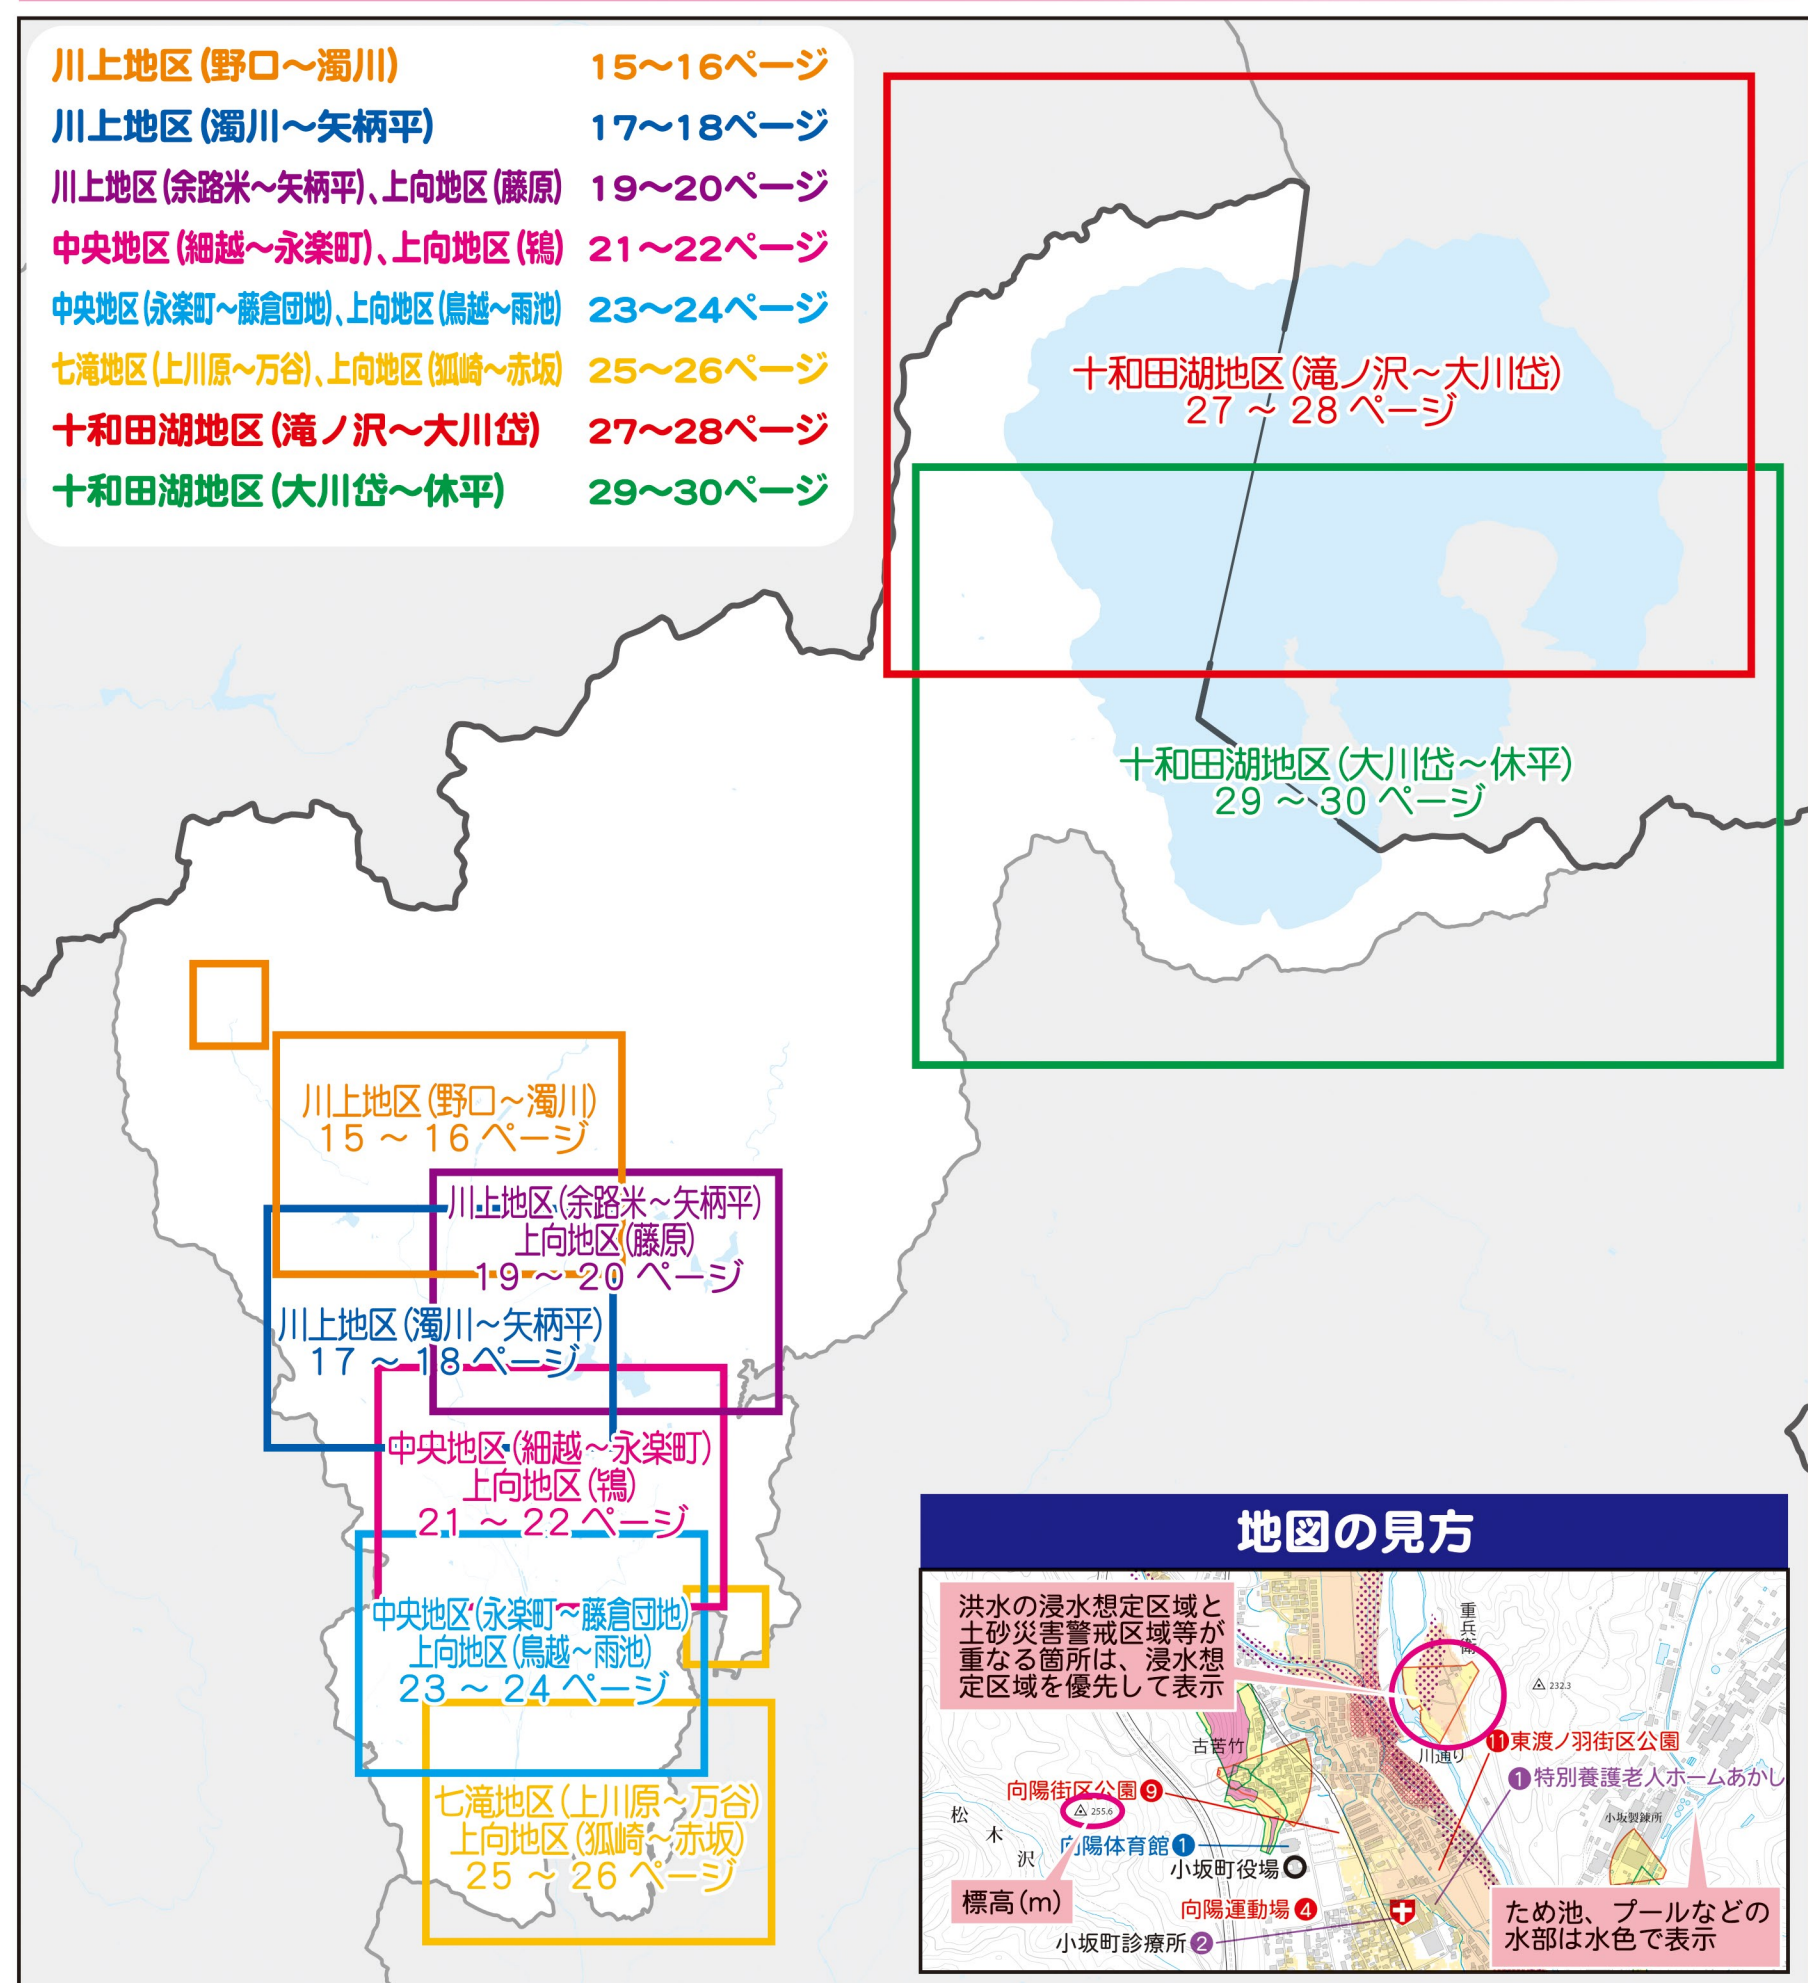 川上地区(野口～濁川) 15～16ページ
川上地区(濁川～矢柄平) 17～18ページ
川上地区(余路米～矢柄平)、上向地区(藤原) 19～20ページ
中央地区(細越～永楽町)、上向地区(鴇) 21～22ページ
中央地区(永楽町～藤倉団地)、上向地区(鳥越～雨池) 23～24ページ
七滝地区(上川原～万谷)、上向地区(狐崎～赤坂) 25～26ページ
十和田湖地区(滝ノ沢～大川岱) 27～28ページ
十和田湖地区(大川岱～休平) 29～30ページ
十和田湖地区(滝ノ沢～大川岱)
27 ～ 28 ページ
十和田湖地区(大川岱～休平)
29 ～ 30 ページ
川上地区(野口～濁川)
15 ～ 16 ページ
川上地区(余路米～矢柄平)
上向地区(藤原)
19 ～ 20 ページ
川上地区(濁川～矢柄平)
17 ～ 18 ページ
中央地区(細越～永楽町)
上向地区(鴇)
21 ～ 22 ページ
中央地区(永楽町～藤倉団地)
上向地区(鳥越～雨池)
23 ～ 24 ページ
七滝地区(上川原～万谷)
上向地区(狐崎～赤坂)
25 ～ 26 ページ
地図の見方
洪水の浸水想定区域と
土砂災害警戒区域等が
重なる箇所は、浸水想
定区域を優先して表示
重兵衛
232.3
古苦竹
川通り
11東渡ノ羽街区公園
1特別養護老人ホームあかし
向陽街区公園9
255.6
松木沢
向陽体育館1
小坂町役場
小坂製錬所
標高(m)
向陽運動場4
小坂町診療所2
ため池、プールなどの
水部は水色で表示